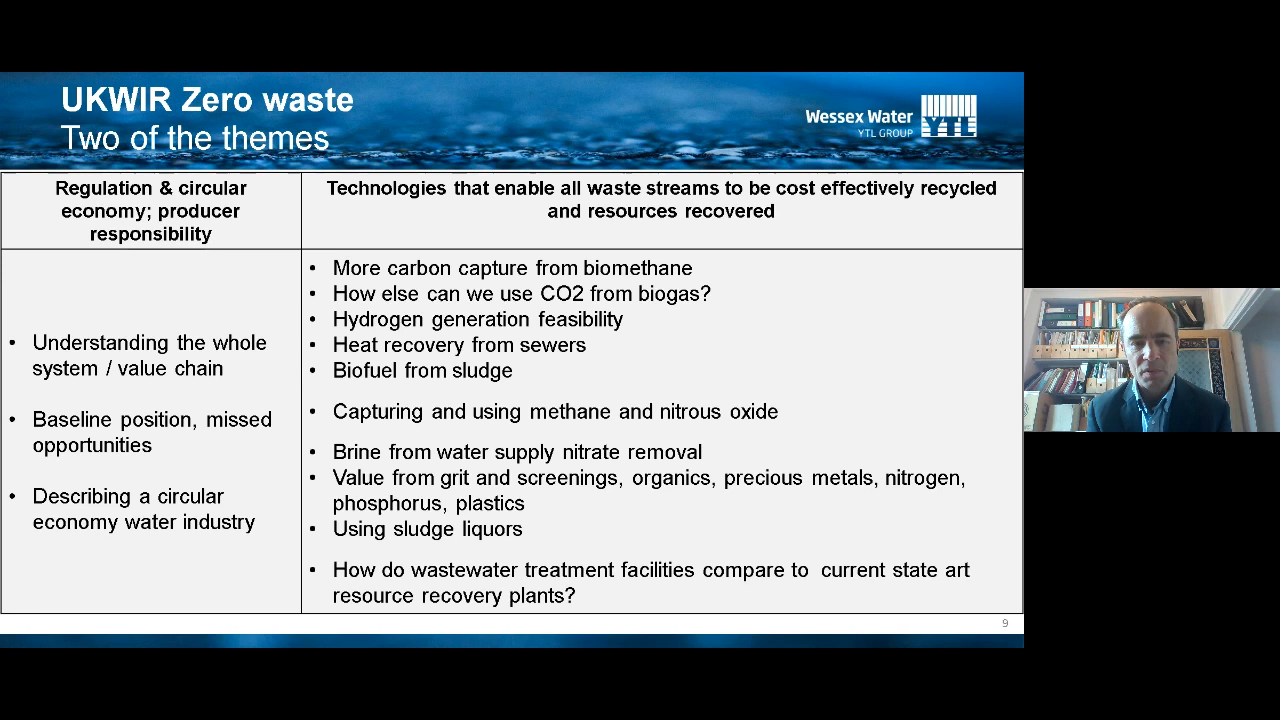 UKWIR Zero waste
Two of the themes
Wessex Water
YTL GROUP
YTL
Regulation & circular
economy; producer
responsibility
Technologies that enable all waste streams to be cost effectively recycled
and resources recovered
• Understanding the whole
system / value chain
• Baseline position, missed
opportunities
• Describing a circular
economy water industry
• More carbon capture from biomethane
• How else can we use CO2 from biogas?
• Hydrogen generation feasibility
• Heat recovery from sewers
• Biofuel from sludge
• Capturing and using methane and nitrous oxide
• Brine from water supply nitrate removal
• Value from grit and screenings, organics, precious metals, nitrogen,
phosphorus, plastics
• Using sludge liquors
• How do wastewater treatment facilities compare to  current state art
resource recovery plants?
9